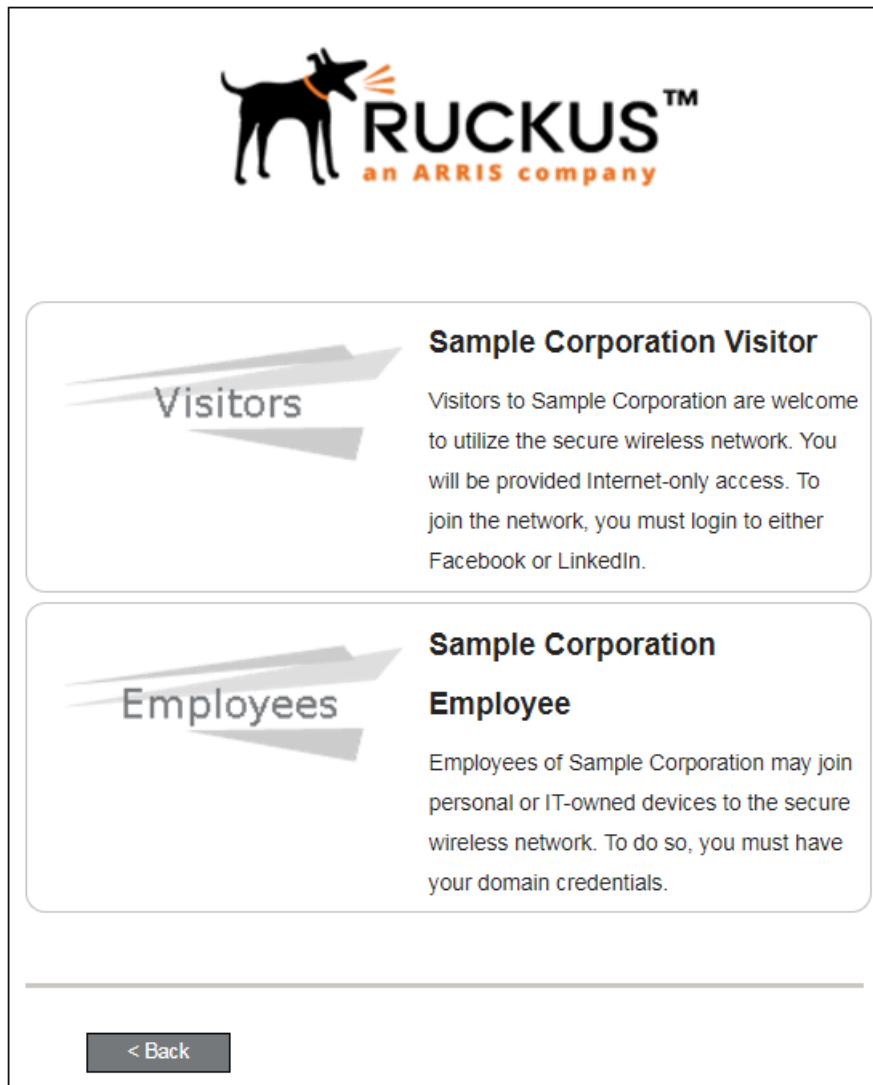 RUCKUS™
an ARRIS company
Visitors
Sample Corporation Visitor
Visitors to Sample Corporation are welcome
to utilize the secure wireless network. You
will be provided Internet-only access. To
join the network, you must login to either
Facebook or LinkedIn.
Employees
Sample Corporation
Employee
Employees of Sample Corporation may join
personal or IT-owned devices to the secure
wireless network. To do so, you must have
your domain credentials.
< Back